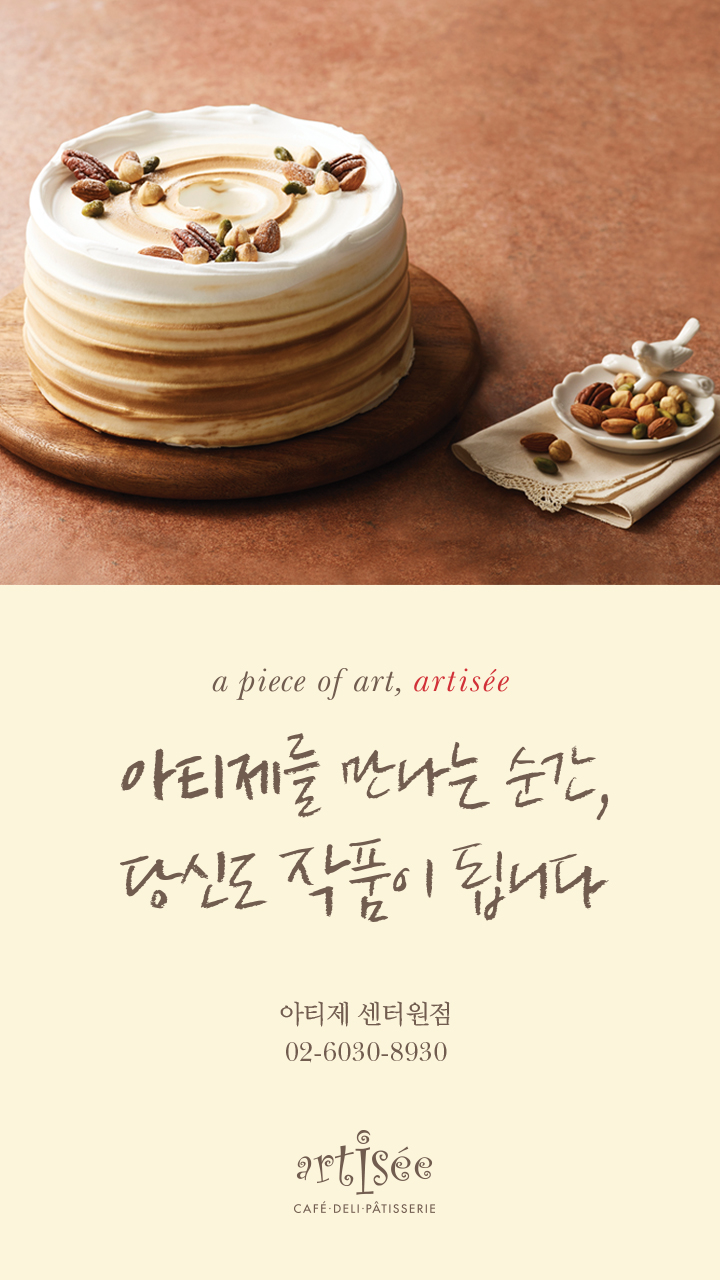 a piece of art, artisée
아티제를 만나는 순간,
당신도 작품이 됩니다
아티제 센터원점
02-6030-8930
artisée
CAFÉ·DELI·PÂTISSERIE